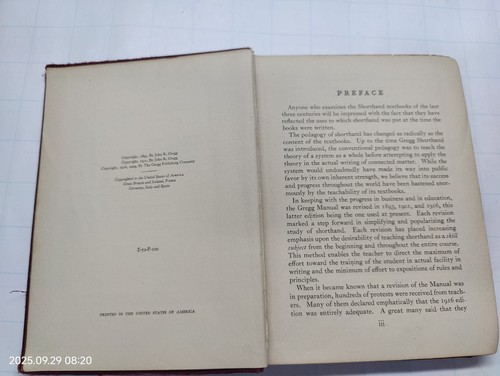 Copyright, 1893, By John R. Gregg
Copyright, 1901, By John R. Gregg
Copyright, 1916, 1929, By The Gregg Publishing Company
Copyrighted in the United States of America
Great Britain and Ireland, France
Germany, Italy and Spain
PRINTED IN THE UNITED STATES OF AMERICA
PREFACE
Anyone who examines the Shorthand textbooks of the last
three centuries will be impressed with the fact that they have
reflected the uses to which shorthand was put at the time the
books were written.
The pedagogy of shorthand has changed as radically as the
content of the textbooks. Up to the time Gregg Shorthand
was introduced, the conventional pedagogy was to teach the
theory of a system as a whole before attempting to apply the
theory in the actual writing of connected matter. While the
system would undoubtedly have made its way into public
favor by its own inherent strength, we believe that its success
and progress throughout the world have been hastened enor-
mously by the teachability of its textbooks.
In keeping with the progress in business and in education,
the Gregg Manual was revised in 1893, 1901, and 1916, this
latter edition being the one used at present. Each revision
marked a step forward in simplifying and popularizing the
study of shorthand. Each revision has placed increasing
emphasis upon the desirability of teaching shorthand as a skill
subject from the beginning and throughout the entire course.
This method enables the teacher to direct the maximum of
effort toward the training of the student in actual facility in
writing and the minimum of effort to expositions of rules and
principles.
When it became known that a revision of the Manual was
in preparation, hundreds of protests were received from teach-
ers. Many of them declared emphatically that the 1916 edi-
tion was entirely adequate. A great many said that they
iii
2025.09.29 08:20